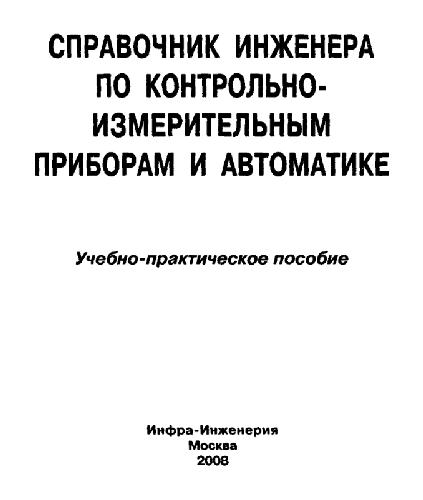 СПРАВОЧНИК ИНЖЕНЕРА
ПО КОНТРОЛЬНО-
ИЗМЕРИТЕЛЬНЫМ
ПРИБОРАМ И АВТОМАТИКЕ
Учебно-практическое пособие
Инфра-Инженерия
Москва
2008